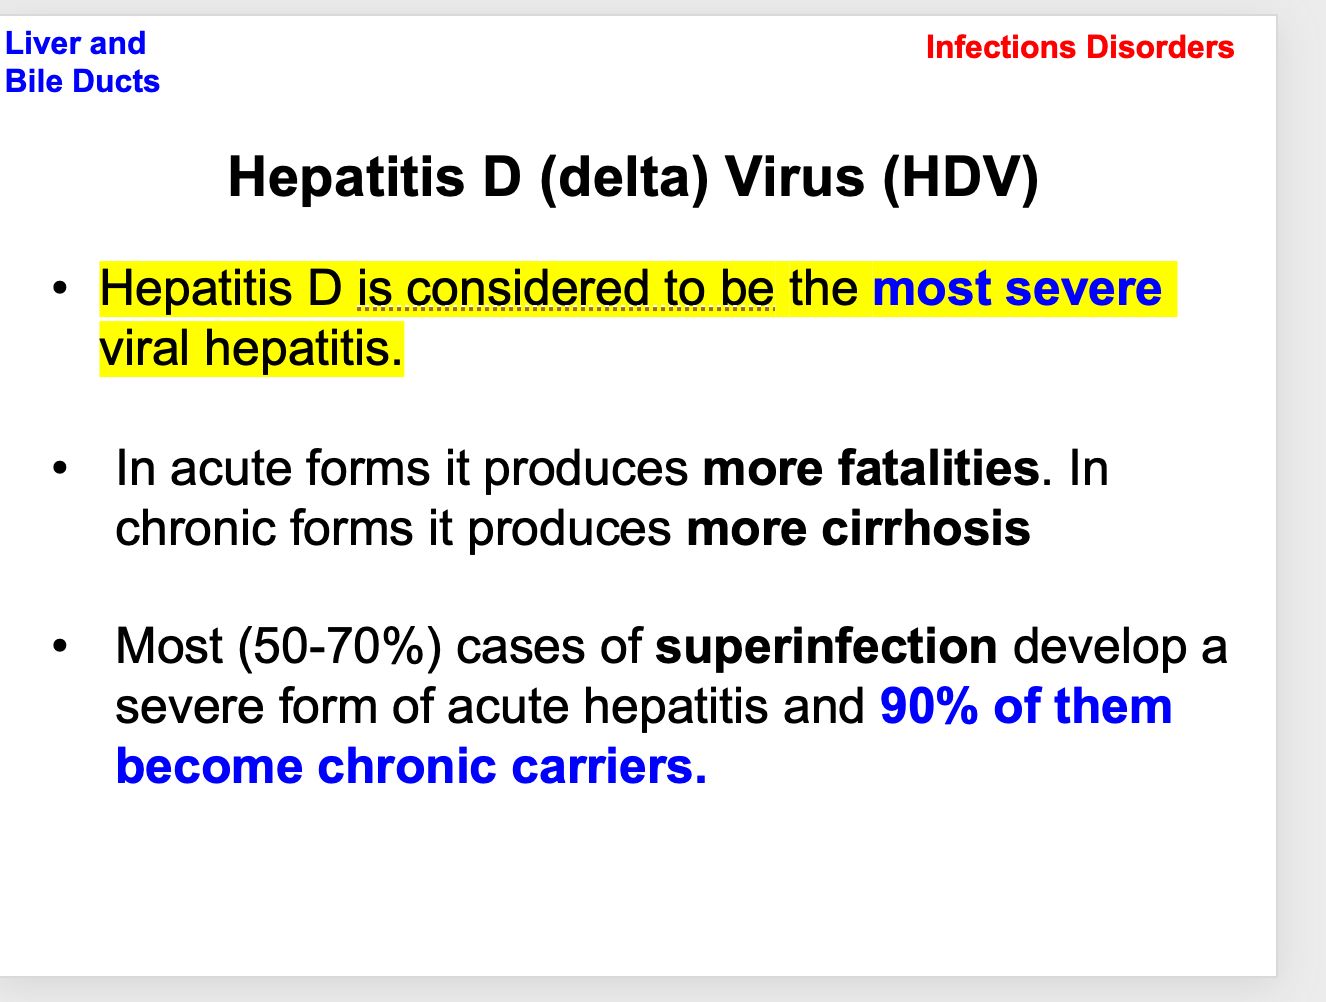 Liver and
Bile Ducts
Infections Disorders
Hepatitis D (delta) Virus (HDV)
• Hepatitis D is considered to be the most severe
viral hepatitis.
• In acute forms it produces more fatalities. In
chronic forms it produces more cirrhosis
• Most (50-70%) cases of superinfection develop a
severe form of acute hepatitis and 90% of them
become chronic carriers.